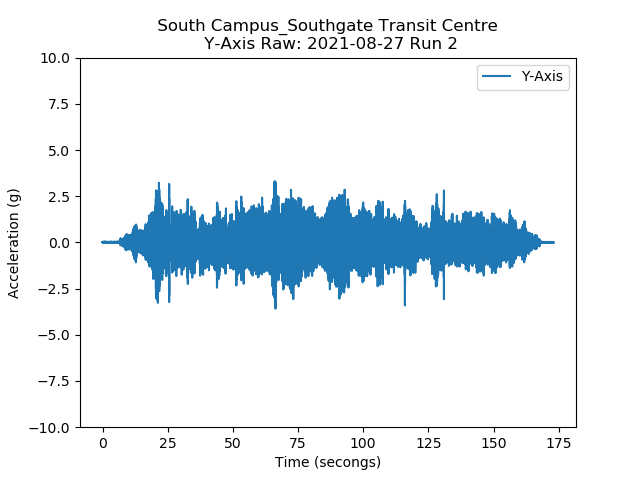 South Campus_Southgate Transit Centre
Y-Axis Raw: 2021-08-27 Run 2
Y-Axis
10.0
7.5
5.0
2.5
0.0
−2.5
−5.0
−7.5
−10.0
Acceleration (g)
0 25 50 75 100 125 150 175
Time (secongs)